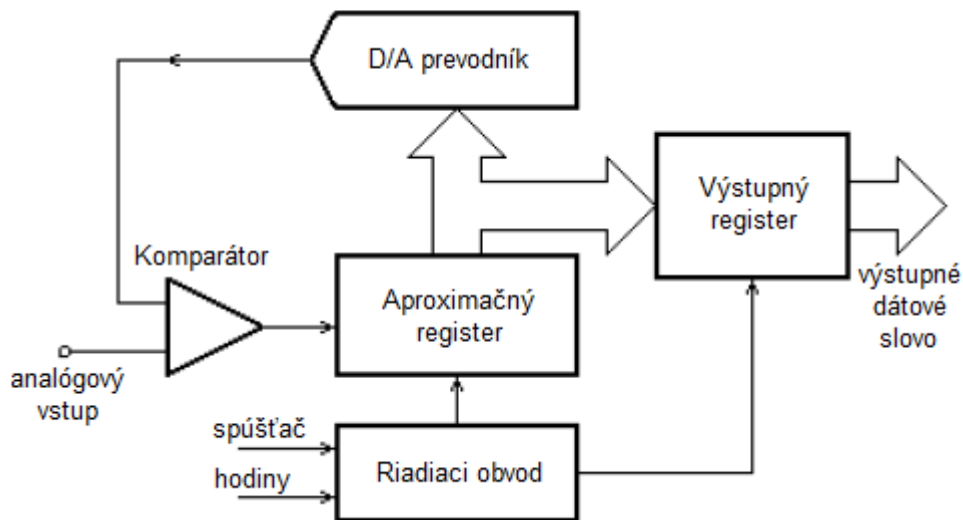 D/A prevodník
Výstupný
register
Komparátor
Aproximačný
register
výstupné
dátové
slovo
analógový
vstup
spúšťač
hodiny
Riadiaci obvod